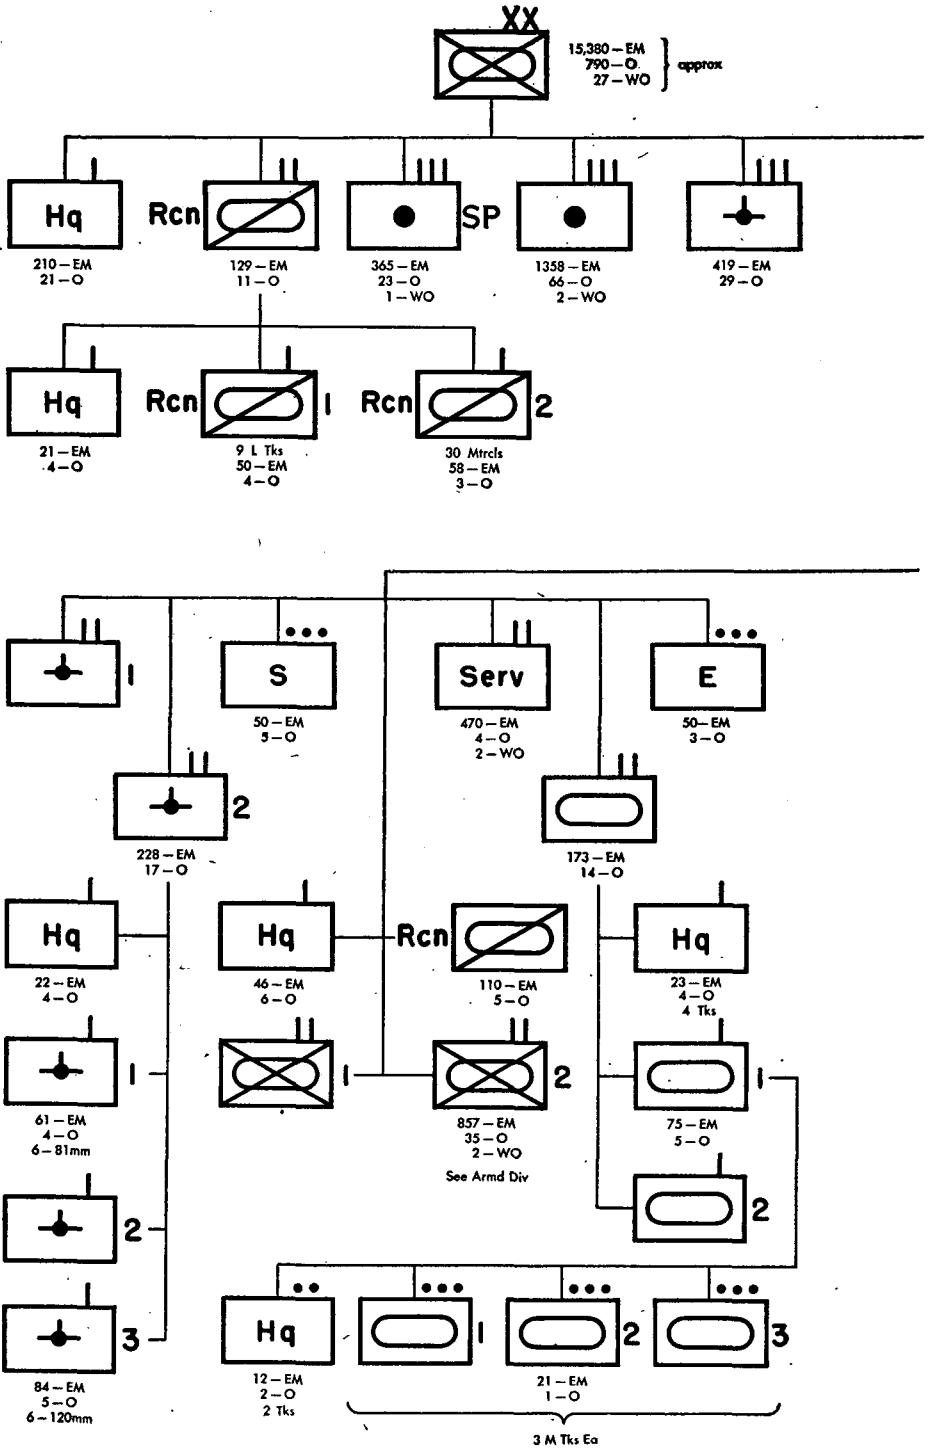 XX
15,380—EM
790—O
27—WO
approx
Hq
210—EM
21—O
Rcn
129—EM
11—O
365—EM
23—O
1—WO
SP
1358—EM
66—O
2—WO
419—EM
29—O
Hq
21—EM
4—O
Rcn
1
9 L Tks
50—EM
4—O
Rcn
2
30 Mtrcls
58—EM
3—O
1
S
50—EM
5—O
Serv
470—EM
4—O
2—WO
E
50—EM
3—O
2
228—EM
17—O
173—EM
14—O
Hq
22—EM
4—O
Hq
46—EM
6—O
Rcn
110—EM
5—O
Hq
23—EM
4—O
4 Tks
1
61—EM
4—O
6—81mm
1
2
857—EM
35—O
2—WO
See Armd Div
1
75—EM
5—O
2
2
3
84—EM
5—O
6—120mm
Hq
12—EM
2—O
2 Tks
1
2
21—EM
1—O
3
3 M Tks Ea